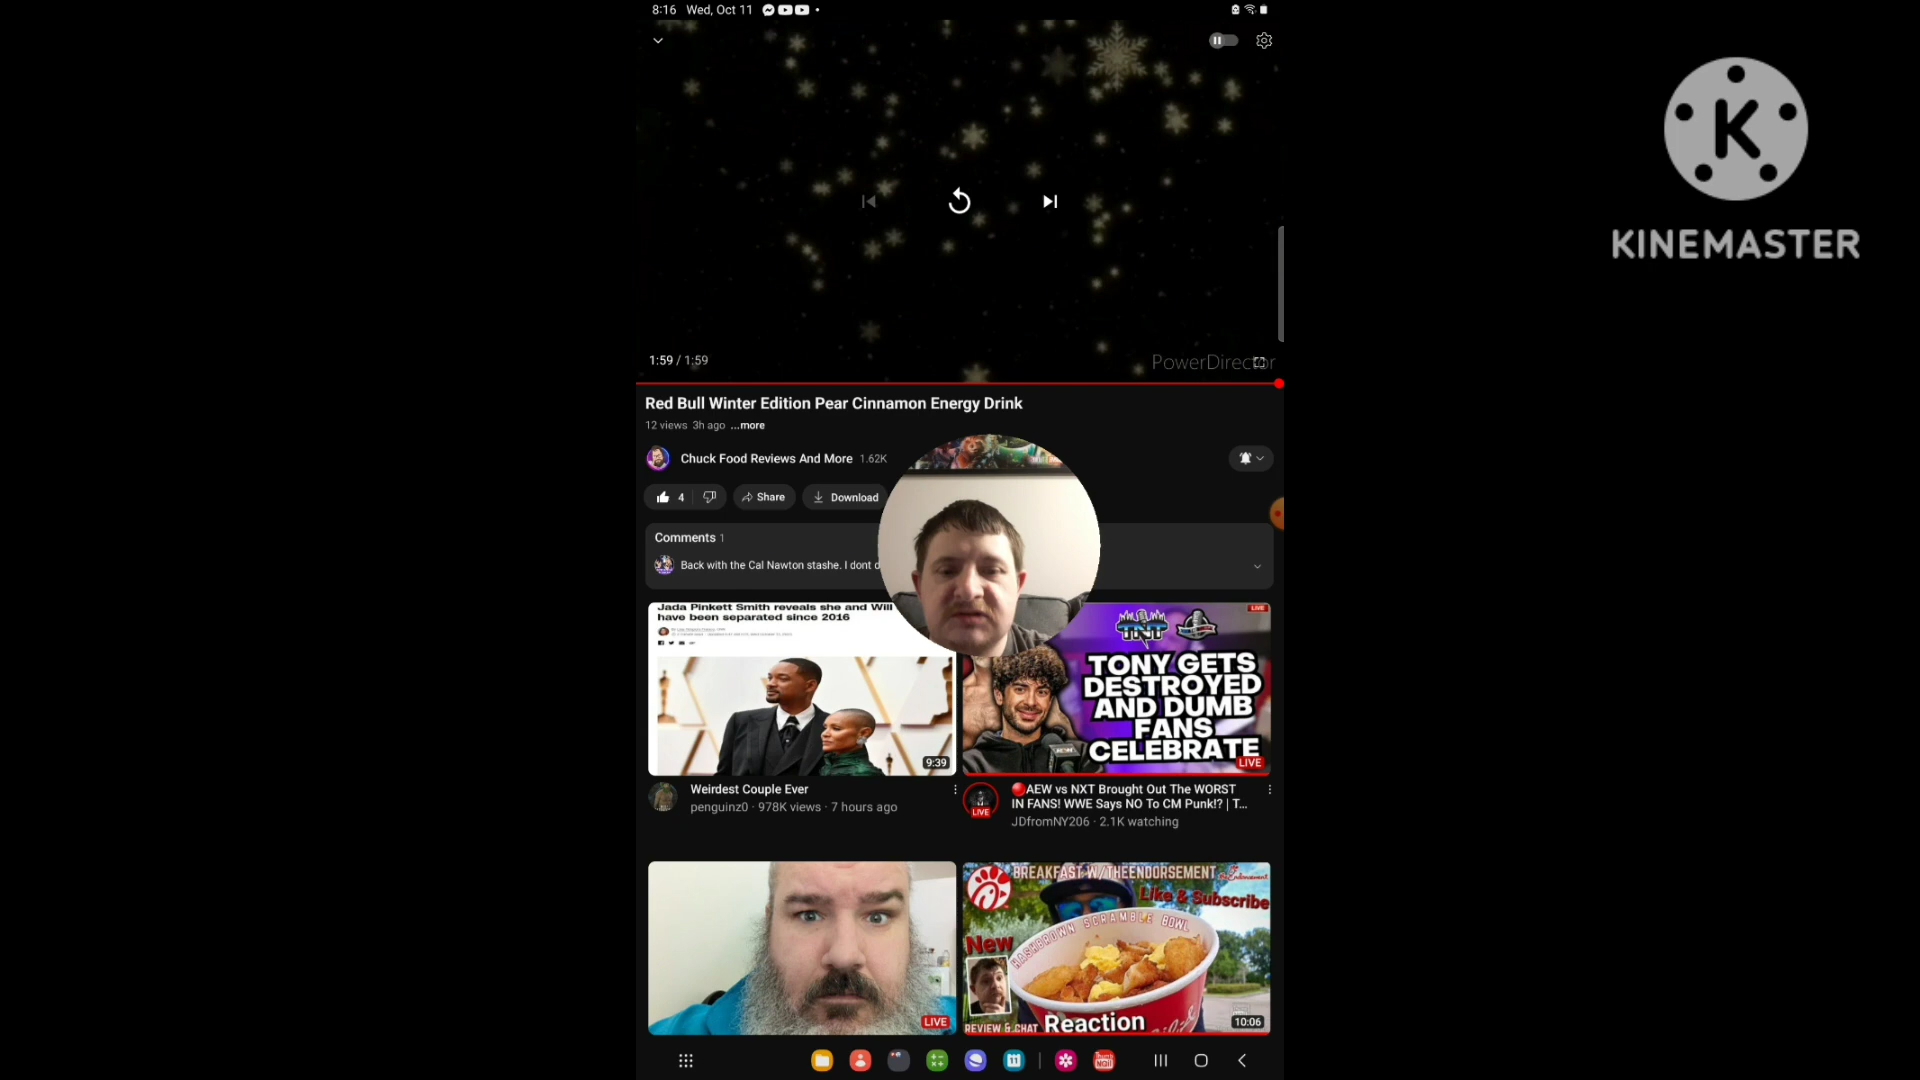 8:16 Wed, Oct 11
K
KINEMASTER
1:59 / 1:59
PowerDirector
Red Bull Winter Edition Pear Cinnamon Energy Drink
12 views 3h ago ...more
Chuck Food Reviews And More 1.62K
4
Share
Download
Comments 1
Back with the Cal Nawton stashe. I dont d
Jada Pinkett Smith reveals she and Will
have been separated since 2016
9:39
Weirdest Couple Ever
penguinz0 · 978K views · 7 hours ago
LIVE
TNT
TONY GETS
DESTROYED
AND DUMB
FANS
CELEBRATE
LIVE
LIVE
🔴AEW vs NXT Brought Out The WORST
IN FANS! WWE Says NO To CM Punk!? | T...
JDfromNY206 · 2.1K watching
LIVE
BREAKFAST W/THEENDORSEMENT
Like & Subscribe
HASHBROWN SCRAMBLE BOWL
New
REVIEW & CHAT
Reaction
10:06
11